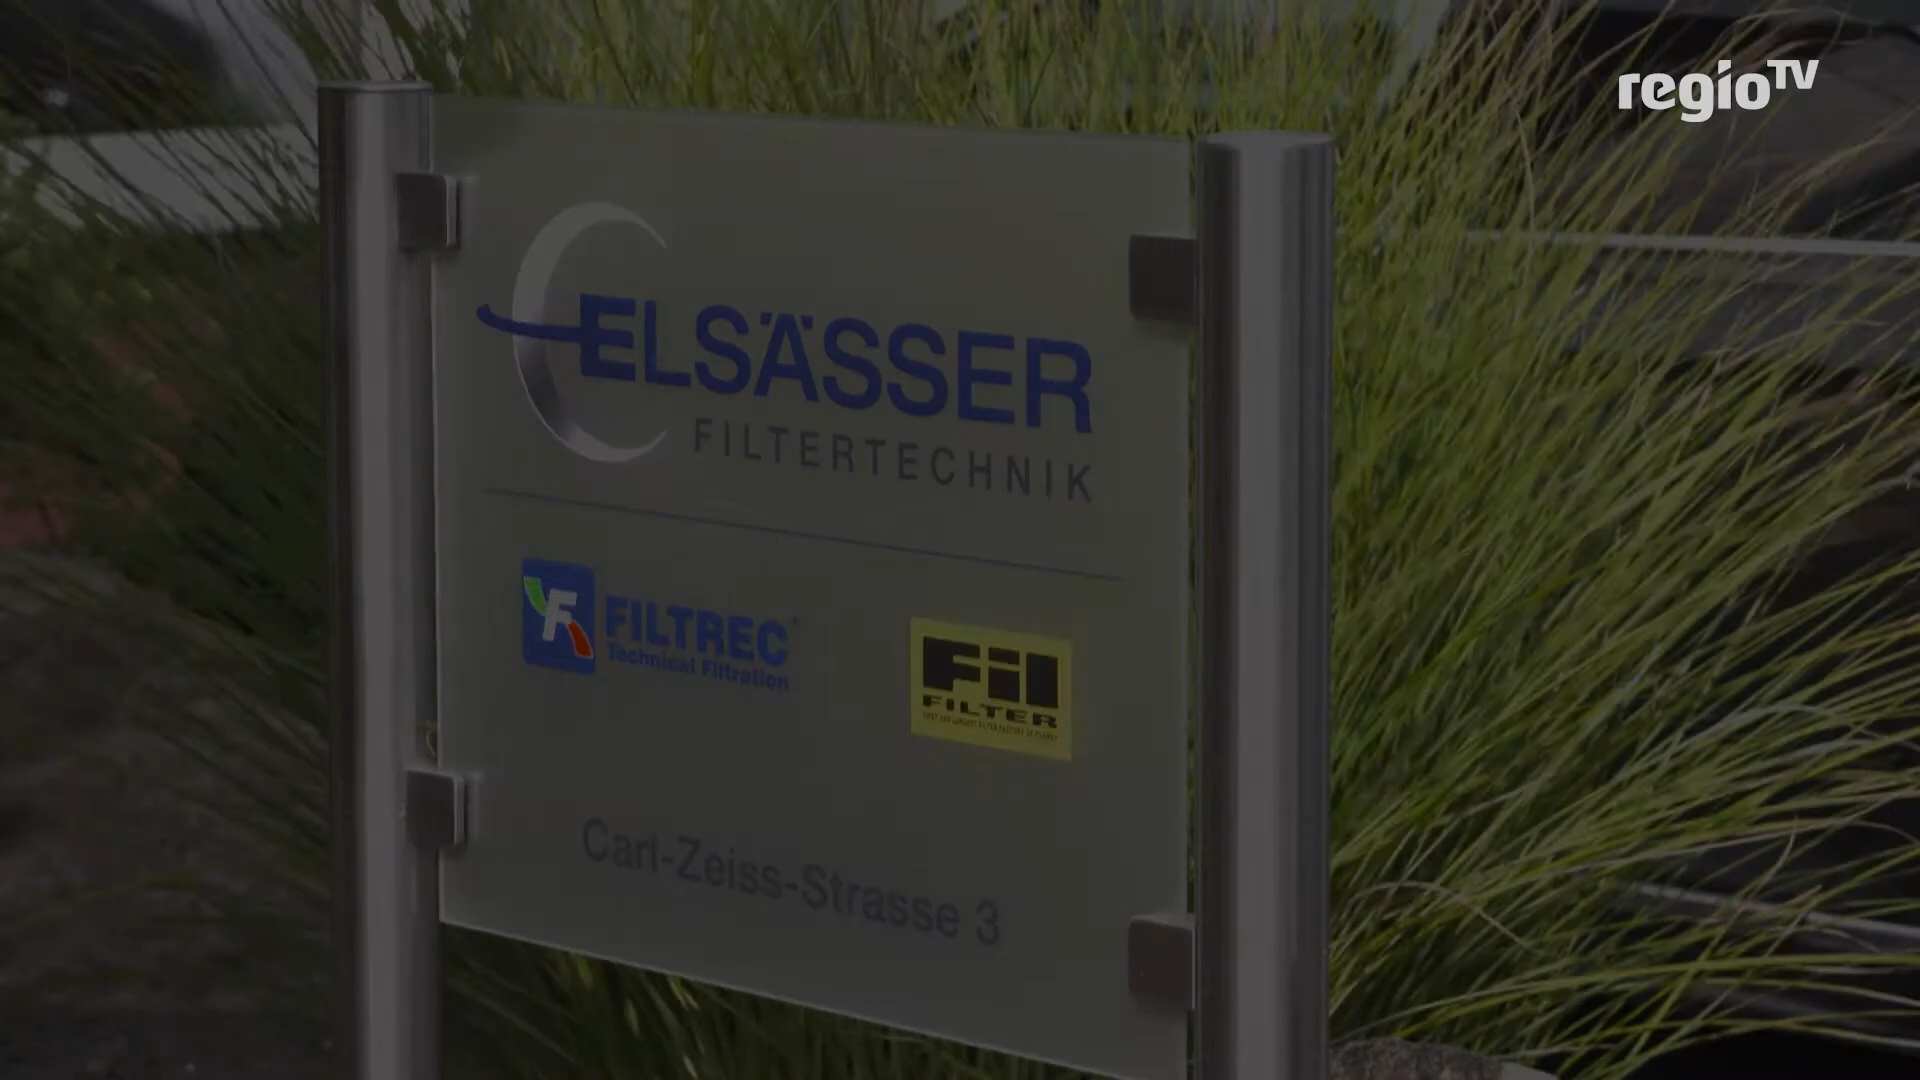 regioTV
ELSÄSSER
FILTERTECHNIK
FILTREC
Technical Filtration
Fil
FILTER
Carl-Zeiss-Strasse 3